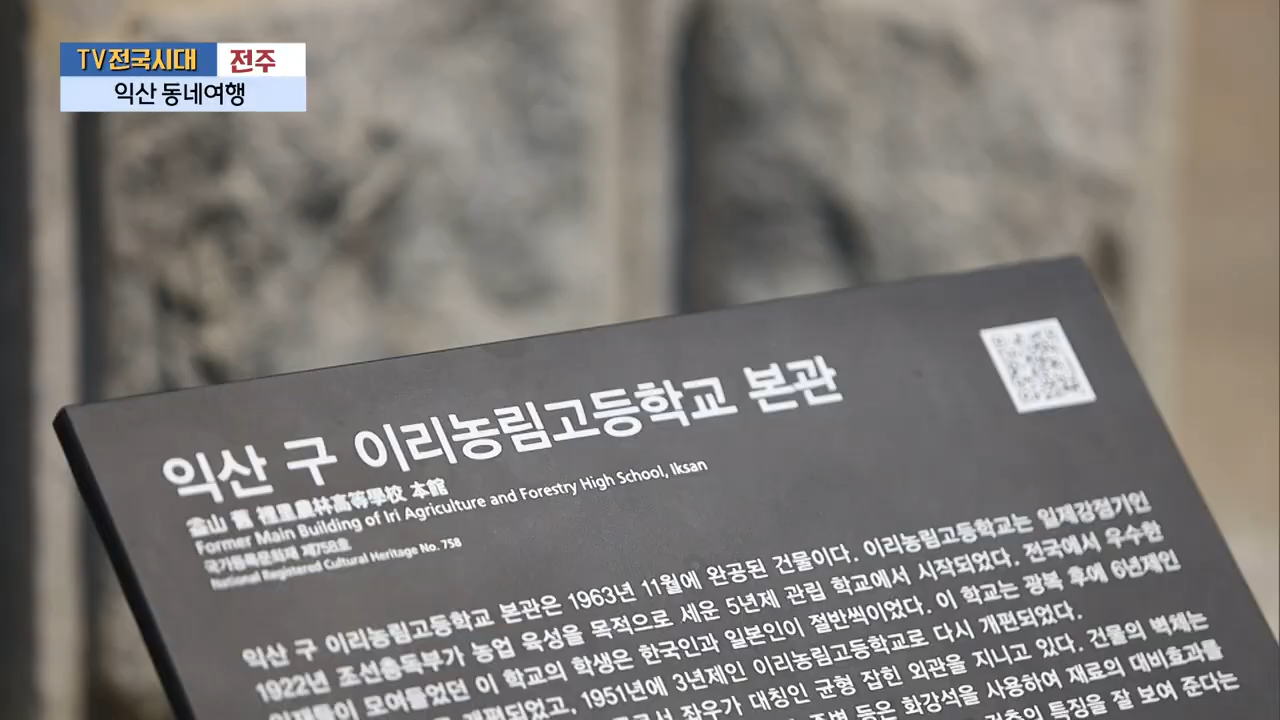 TV전국시대 전주
익산 동네여행
익산 구 이리농림고등학교 본관
益山 舊 裡里農林高等學校 本館
Former Main Building of Iri Agriculture and Forestry High School, Iksan
국가등록문화재 제758호
National Registered Cultural Heritage No. 758
익산 구 이리농림고등학교 본관은 1963년 11월에 완공된 건물이다. 이리농림고등학교는 일제강점기인
1922년 조선총독부가 농업 육성을 목적으로 세운 5년제 관립 학교에서 시작되었다. 전국에서 우수한
인재들이 모여들었던 이 학교의 학생은 한국인과 일본인이 절반씩이었다. 이 학교는 광복 후에 6년제인
개편되었고, 1951년에 3년제인 이리농림고등학교로 다시 개편되었다.
좌우가 대칭인 균형 잡힌 외관을 지니고 있다. 건물의 벽체는
주변 등은 화강석을 사용하여 재료의 대비효과를
건축의 특징을 잘 보여 준다는